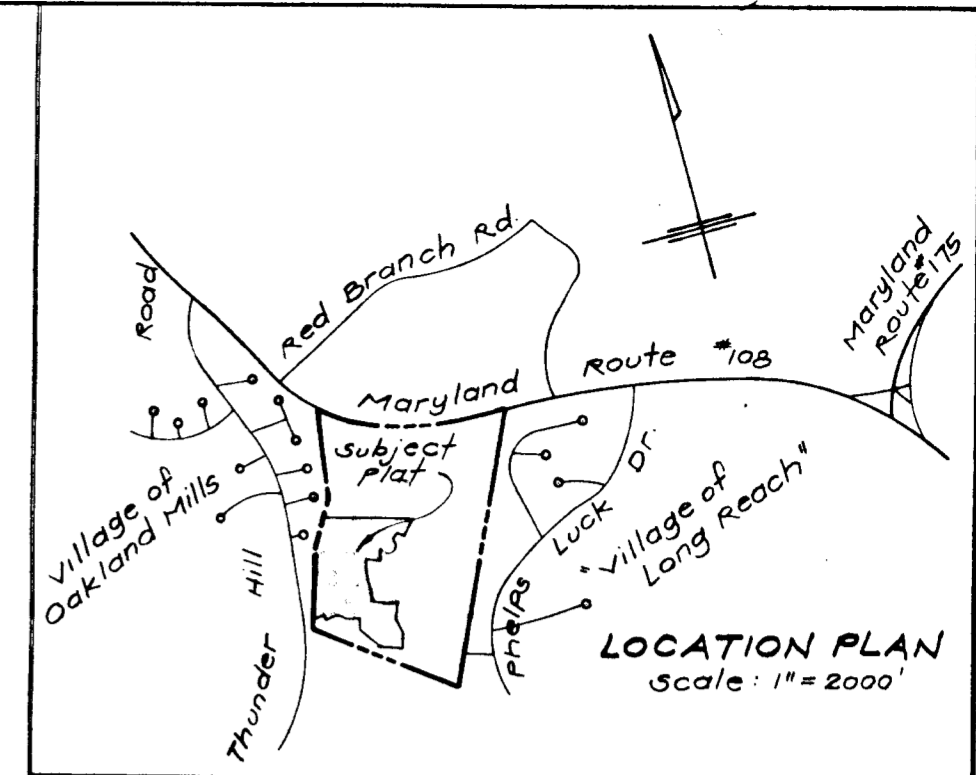 Road
Red Branch Rd.
Maryland
Route #175
Maryland Route #108
Subject
Plat
Village of
Oakland Mills
Thunder Hill
Phelps Luck Dr.
"Village of
Long Reach"
LOCATION PLAN
Scale: 1" = 2000'